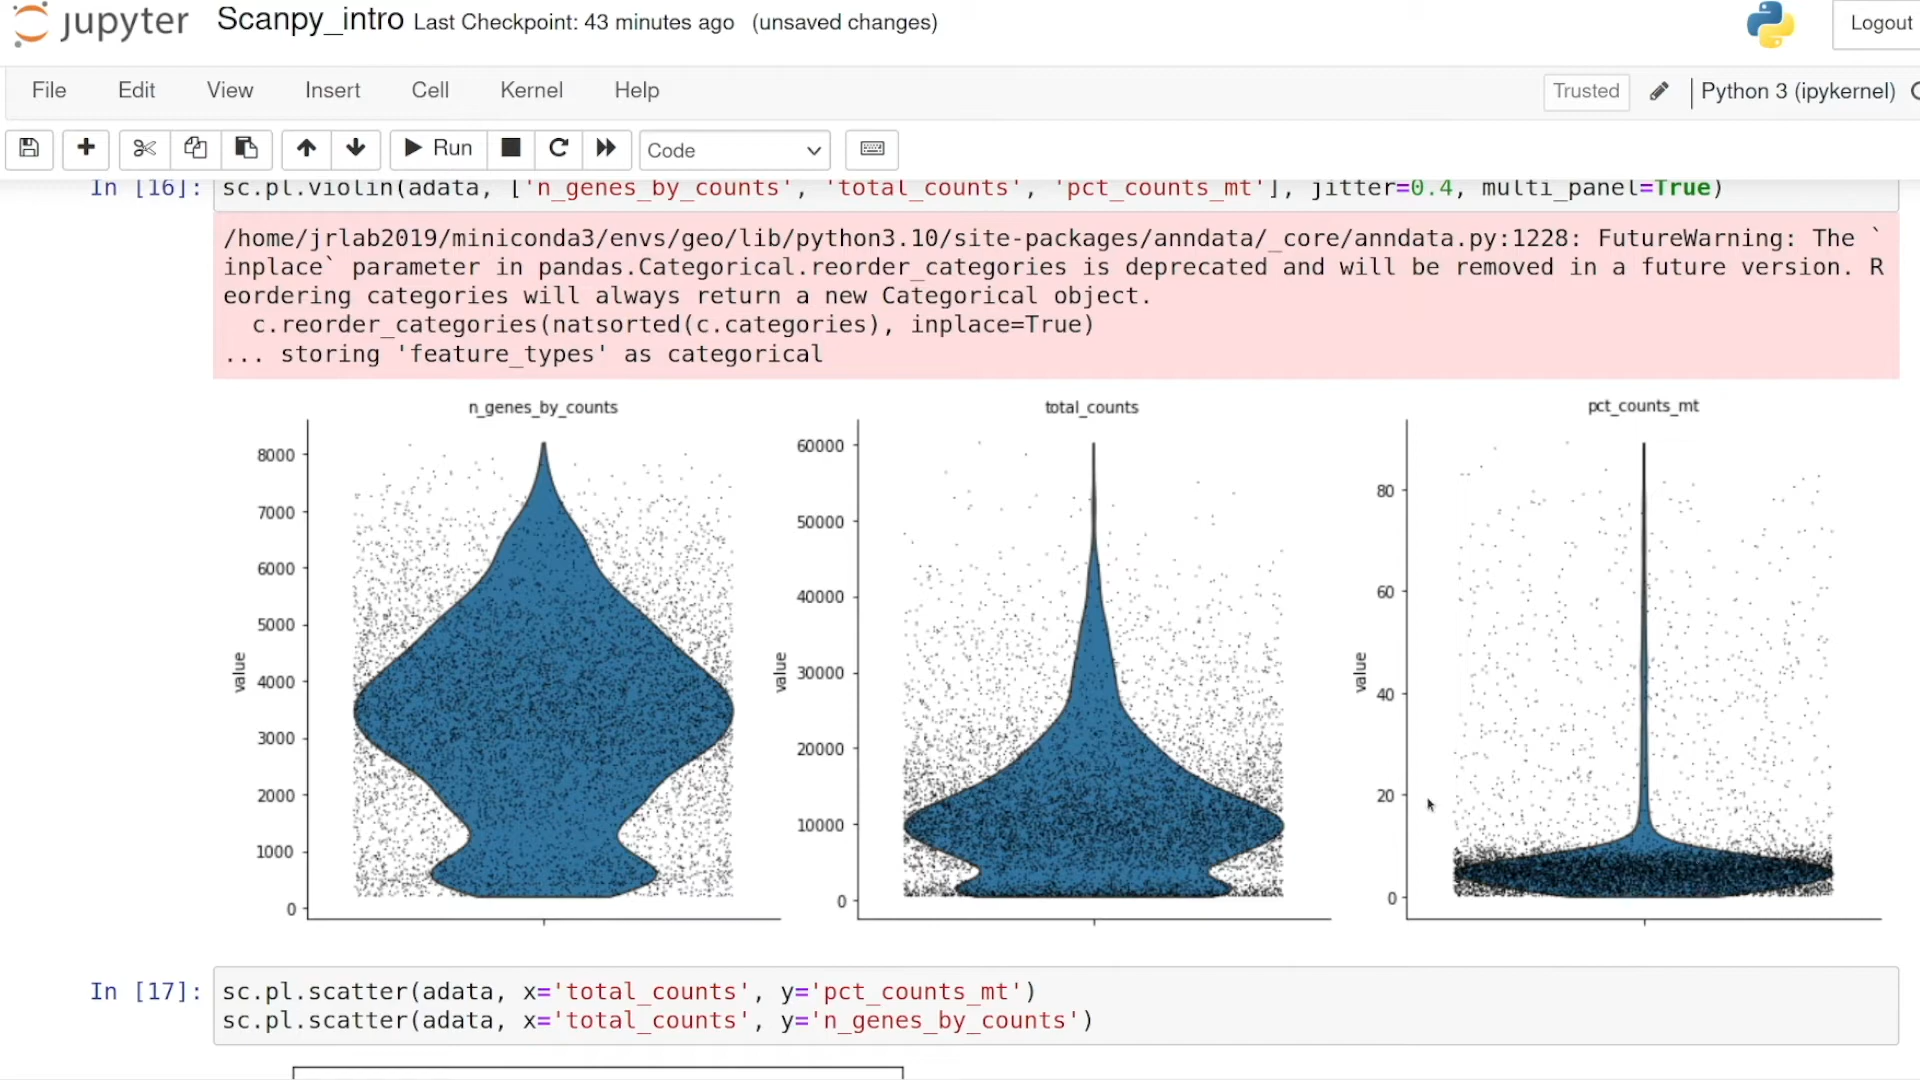 jupyter Scanpy_intro Last Checkpoint: 43 minutes ago (unsaved changes) Logout
File Edit View Insert Cell Kernel Help Trusted Python 3 (ipykernel)
Run Code
In [16]: sc.pl.violin(adata, ['n_genes_by_counts', 'total_counts', 'pct_counts_mt'], jitter=0.4, multi_panel=True)
/home/jrlab2019/miniconda3/envs/geo/lib/python3.10/site-packages/anndata/_core/anndata.py:1228: FutureWarning: The `
inplace` parameter in pandas.Categorical.reorder_categories is deprecated and will be removed in a future version. R
eordering categories will always return a new Categorical object.
  c.reorder_categories(natsorted(c.categories), inplace=True)
... storing 'feature_types' as categorical
n_genes_by_counts
8000
7000
6000
5000
4000
3000
2000
1000
0
value
total_counts
60000
50000
40000
30000
20000
10000
0
value
pct_counts_mt
80
60
40
20
0
value
In [17]: sc.pl.scatter(adata, x='total_counts', y='pct_counts_mt')
sc.pl.scatter(adata, x='total_counts', y='n_genes_by_counts')